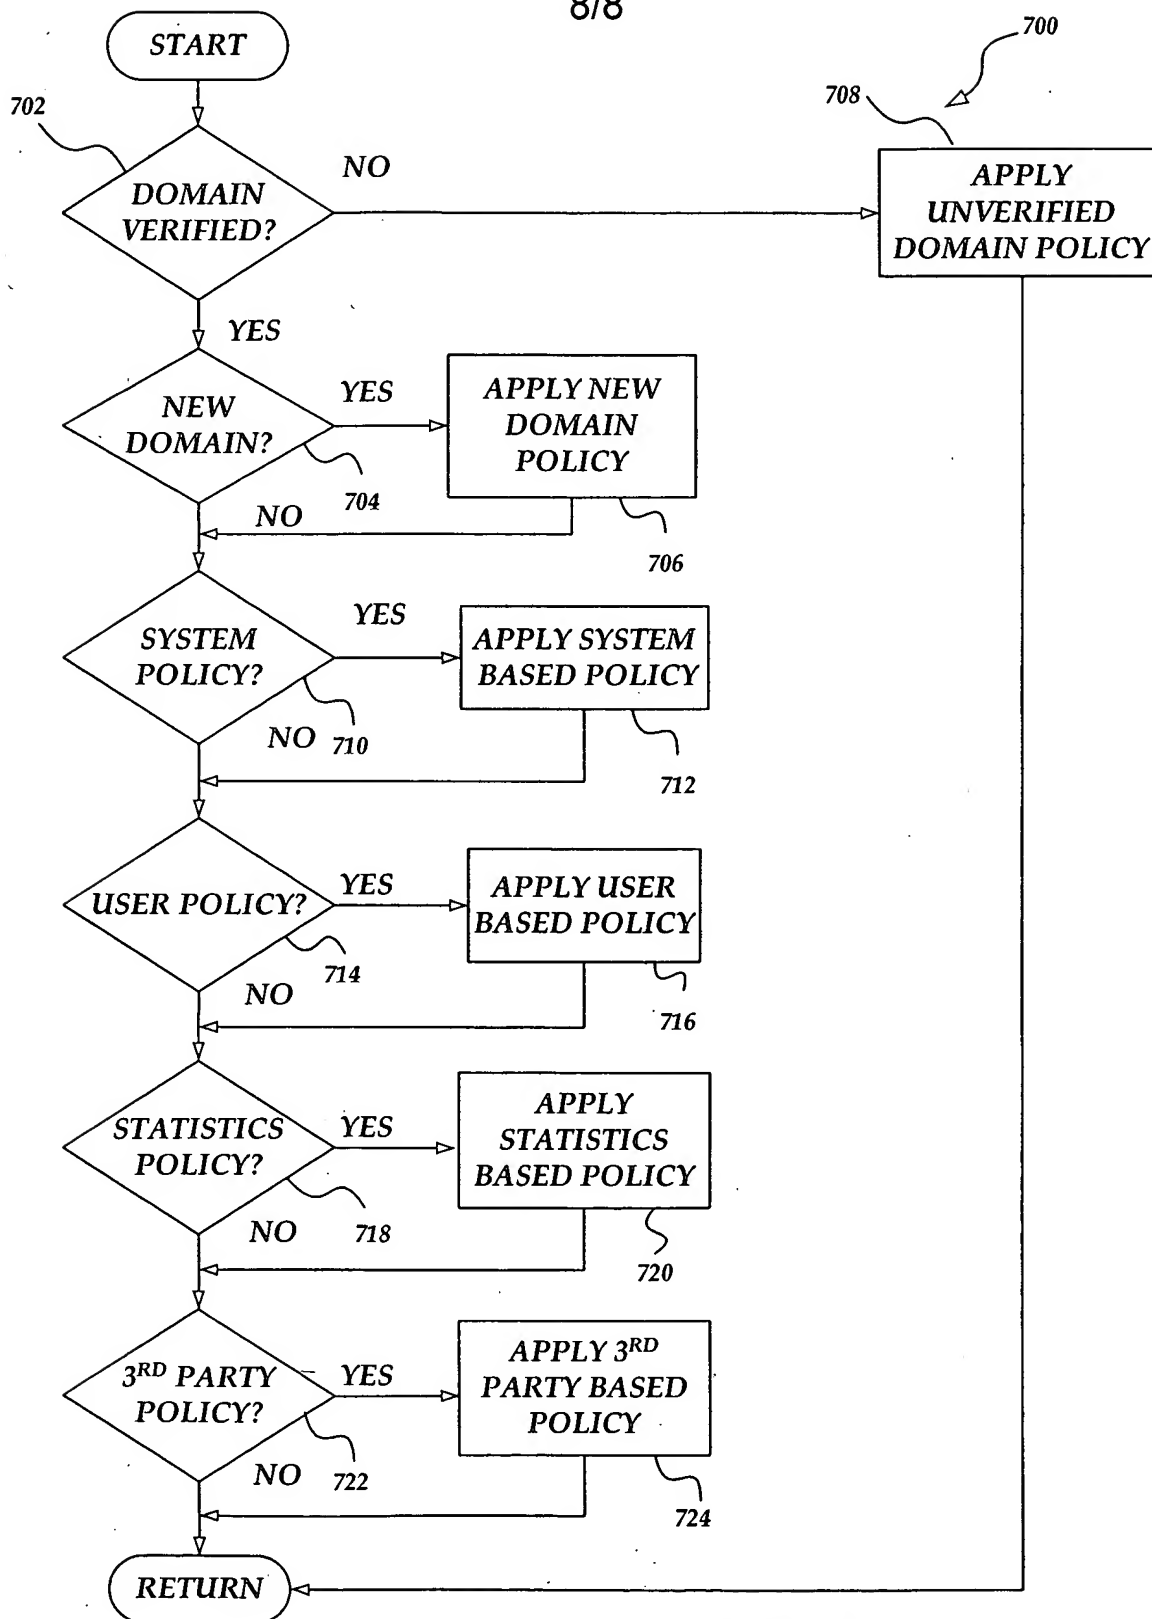 8/8
START
700
702
708
NO
APPLY
UNVERIFIED
DOMAIN POLICY
DOMAIN
VERIFIED?
YES
NEW
DOMAIN?
YES
APPLY NEW
DOMAIN
POLICY
704
NO
706
SYSTEM
POLICY?
YES
APPLY SYSTEM
BASED POLICY
NO
710
712
USER POLICY?
YES
APPLY USER
BASED POLICY
714
NO
716
STATISTICS
POLICY?
YES
APPLY
STATISTICS
BASED POLICY
NO
718
720
3RD PARTY
POLICY?
YES
APPLY 3RD
PARTY BASED
POLICY
NO
722
724
RETURN